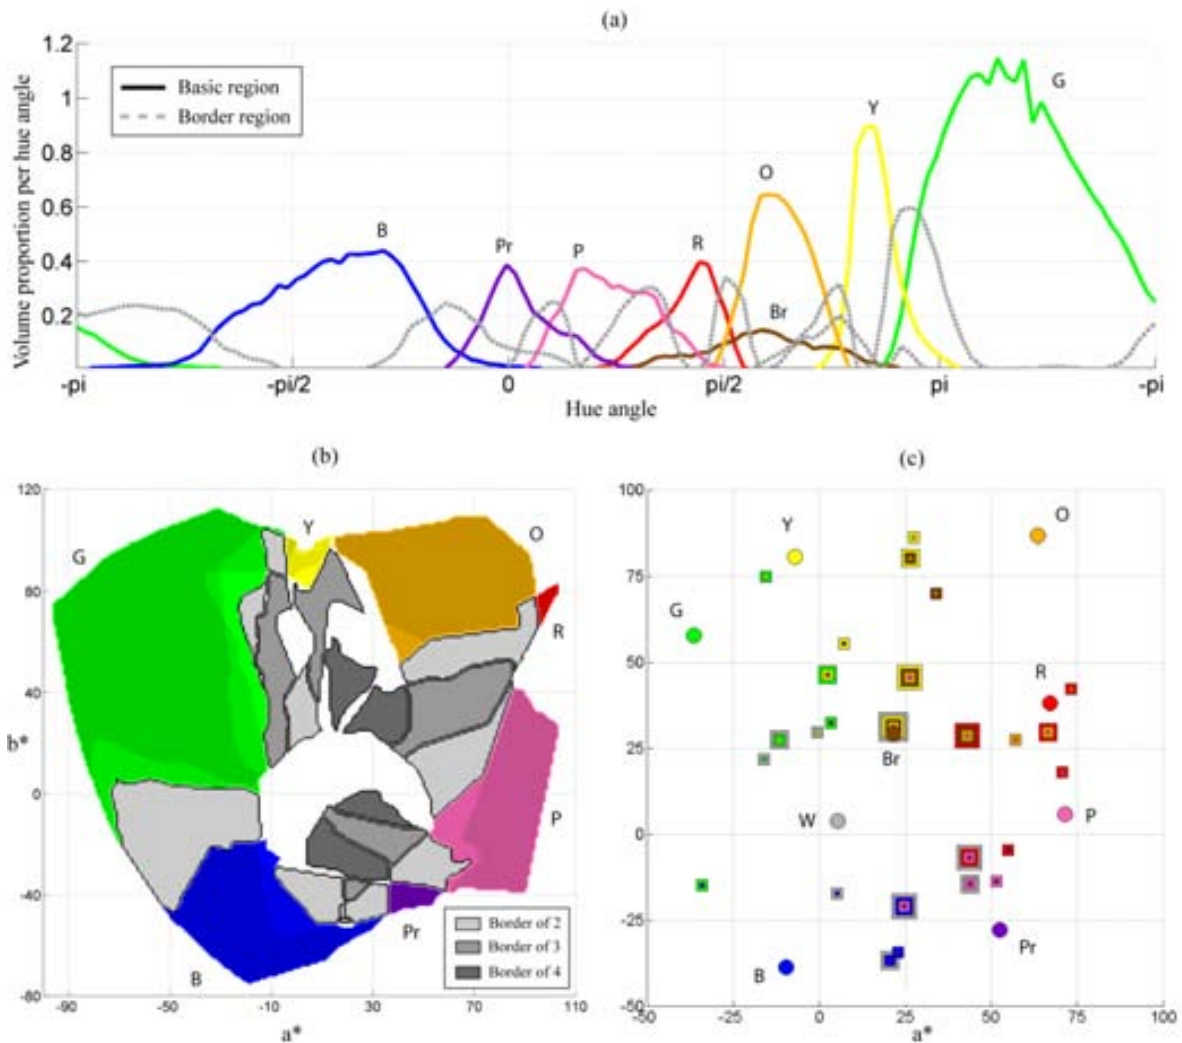 (a)
Volume proportion per hue angle
1.2
1
0.8
0.6
0.4
0.2
Basic region
Border region
B
Pr
P
R
O
Br
Y
G
-pi
-pi/2
0
pi/2
pi
-pi
Hue angle
(b)
120
80
40
0
-40
-80
b*
G
Y
O
R
P
Pr
B
Border of 2
Border of 3
Border of 4
-90
-50
-10
30
70
110
a*
(c)
100
75
50
25
0
-25
-50
Y
O
G
R
Br
W
P
Pr
B
-50
-25
0
25
50
75
100
a*